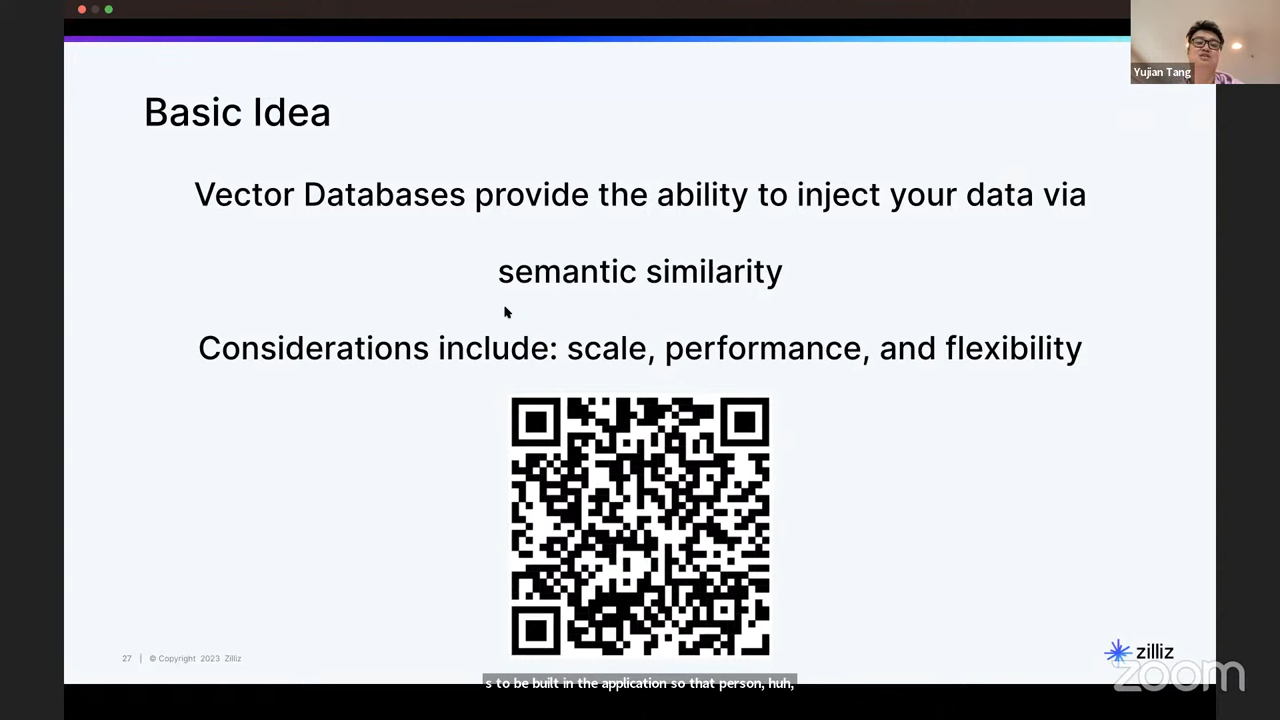 Yujian Tang
Basic Idea
Vector Databases provide the ability to inject your data via
semantic similarity
Considerations include: scale, performance, and flexibility
27 | © Copyright 2023 Zilliz
zilliz
zoom
s to be built in the application so that person, huh,